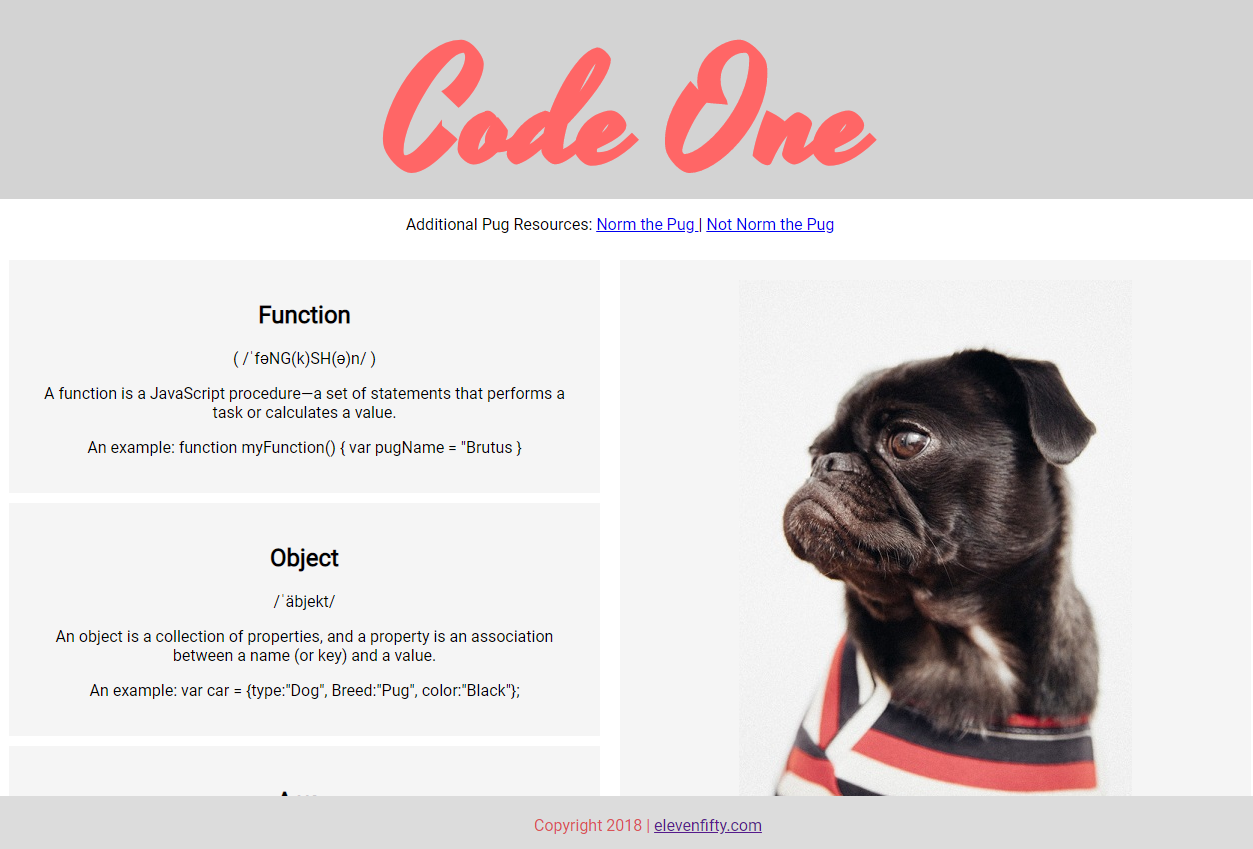 Code One
Additional Pug Resources: Norm the Pug | Not Norm the Pug
Function
( /ˈfəNG(k)SH(ə)n/ )
A function is a JavaScript procedure—a set of statements that performs a
task or calculates a value.
An example: function myFunction() { var pugName = "Brutus }
Object
/ˈäbjekt/
An object is a collection of properties, and a property is an association
between a name (or key) and a value.
An example: var car = {type:"Dog", Breed:"Pug", color:"Black"};
Copyright 2018 | elevenfifty.com